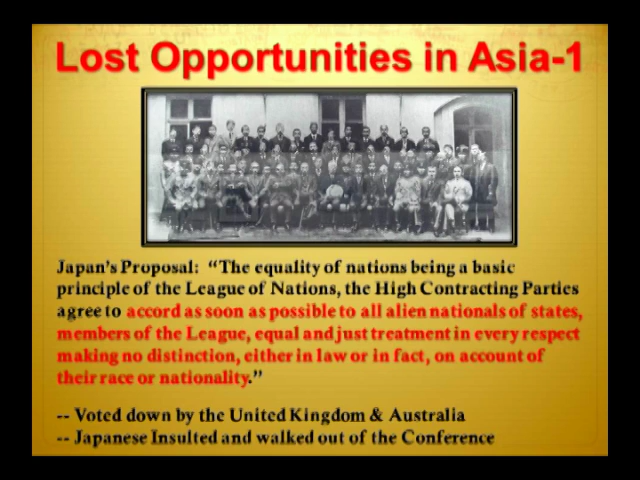 Lost Opportunities in Asia-1
Japan's Proposal: "The equality of nations being a basic
principle of the League of Nations, the High Contracting Parties
agree to accord as soon as possible to all alien nationals of states,
members of the League, equal and just treatment in every respect
making no distinction, either in law or in fact, on account of
their race or nationality."
-- Voted down by the United Kingdom & Australia
-- Japanese Insulted and walked out of the Conference